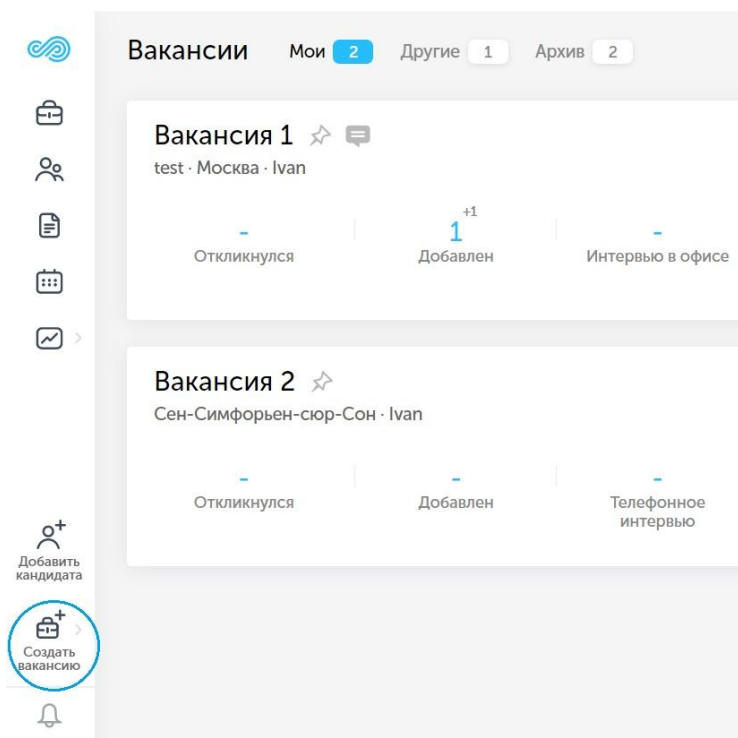 Вакансии Мои 2 Другие 1 Архив 2
Вакансия 1
test · Москва · Ivan
- 1 +1 -
Откликнулся Добавлен Интервью в офисе
Вакансия 2
Сен-Симфорьен-сюр-Сон · Ivan
- - -
Откликнулся Добавлен Телефонное
интервью
Добавить
кандидата
Создать
вакансию